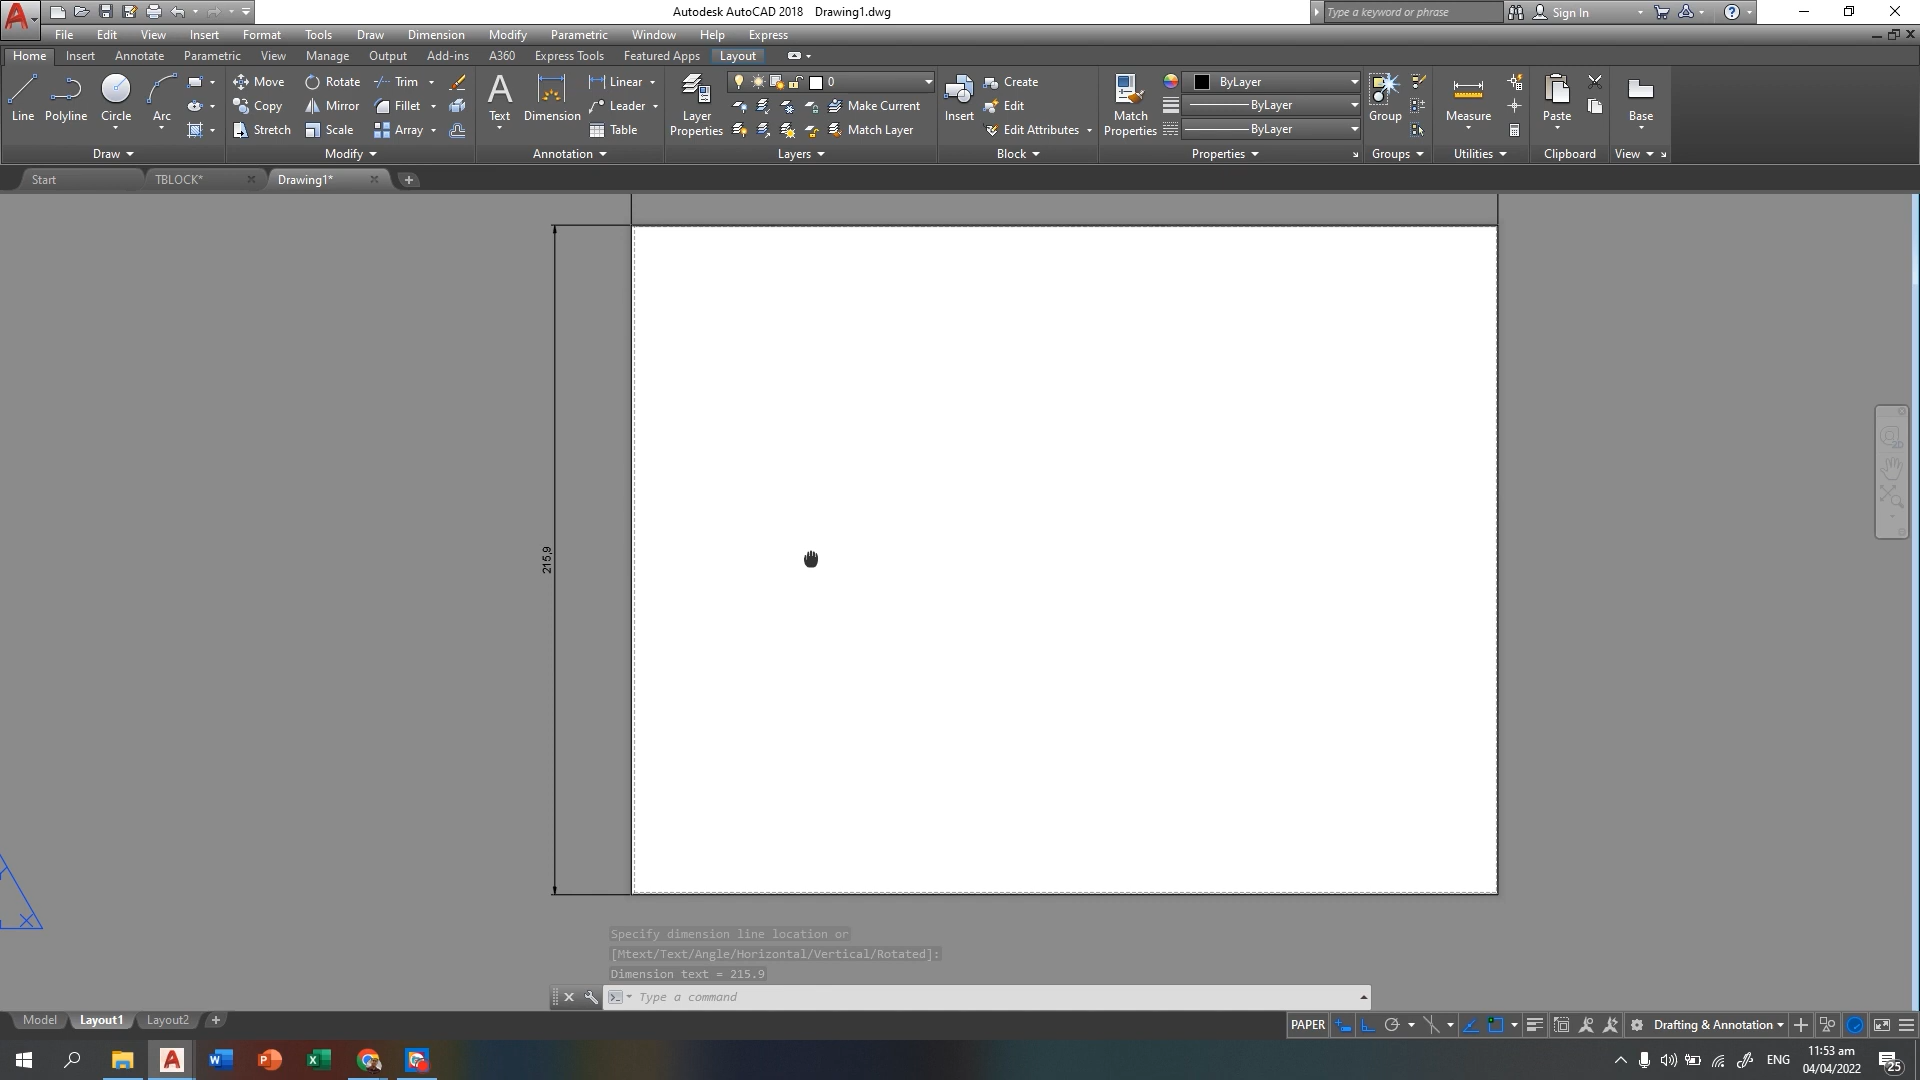 Autodesk AutoCAD 2018 Drawing1.dwg
Type a keyword or phrase
Sign In
File Edit View Insert Format Tools Draw Dimension Modify Parametric Window Help Express
Home Insert Annotate Parametric View Manage Output Add-ins A360 Express Tools Featured Apps Layout
Line Polyline Circle Arc
Move Rotate Trim
Copy Mirror Fillet
Stretch Scale Array
Text Dimension
Linear
Leader
Table
Layer Properties
0
Make Current
Match Layer
Insert
Create
Edit
Edit Attributes
Match Properties
ByLayer
ByLayer
ByLayer
Group
Measure
Paste
Base
Draw Modify Annotation Layers Block Properties Groups Utilities Clipboard View
Start TBLOCK* Drawing1*
2D
215,9
Y
X
Specify dimension line location or
[Mtext/Text/Angle/Horizontal/Vertical/Rotated]:
Dimension text = 215.9
Type a command
Model Layout1 Layout2
PAPER
Drafting & Annotation
ENG
11:53 am
04/04/2022
25